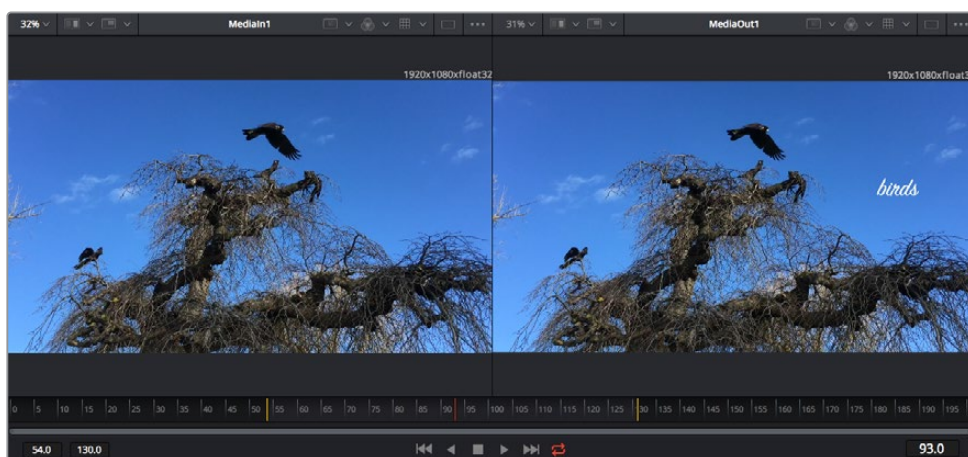 32% MediaIn1 31% MediaOut1
1920x1080xfloat32 1920x1080xfloat3
birds
0 5 10 15 20 25 30 35 40 45 50 55 60 65 70 75 80 85 90 95 100 105 110 115 120 125 130 135 140 145 150 155 160 165 170 175 180 185 190 195
54.0 130.0 93.0